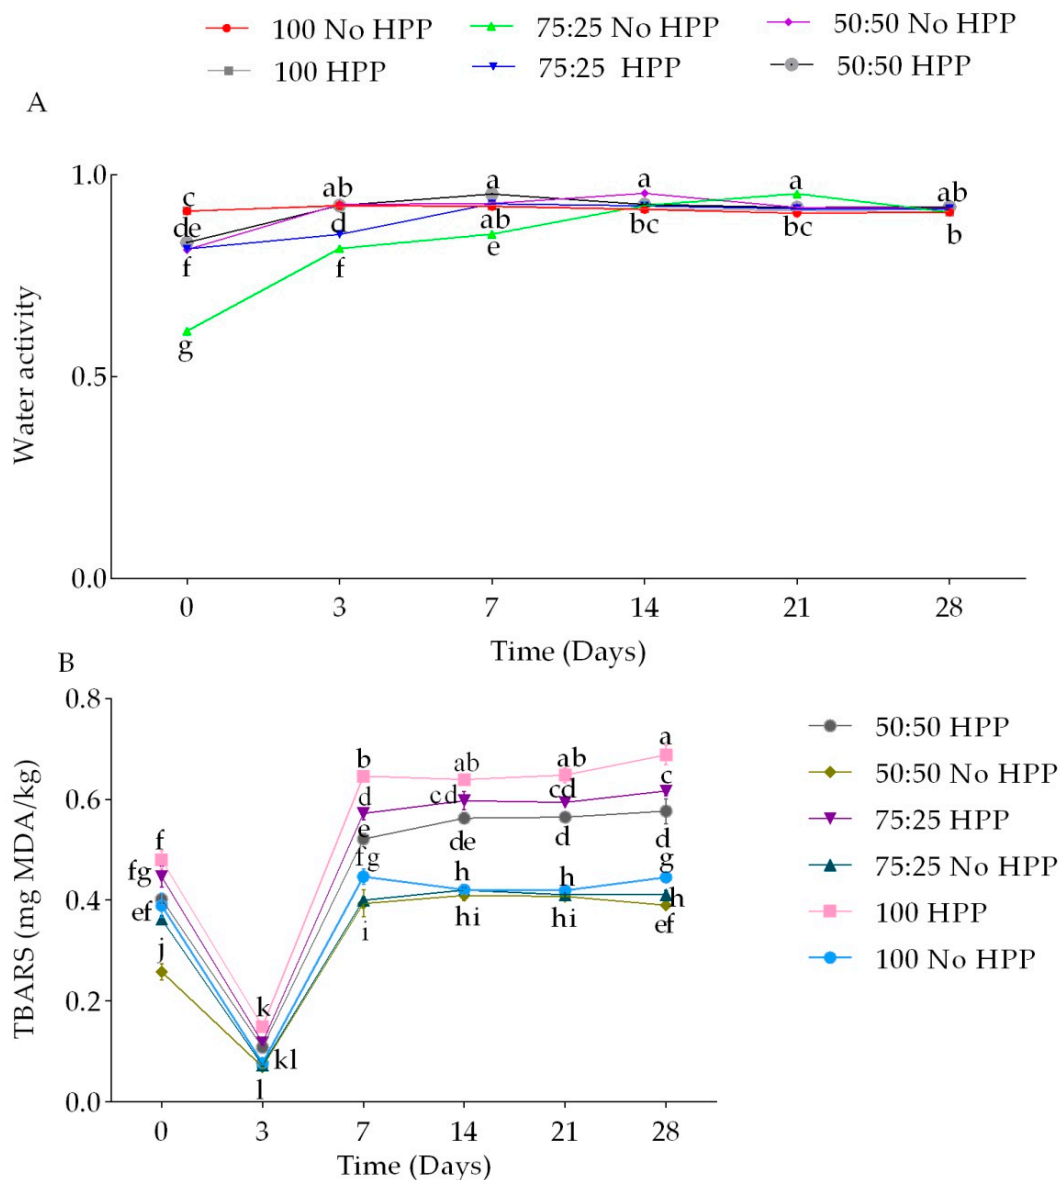 100 No HPP 75:25 No HPP 50:50 No HPP
100 HPP 75:25 HPP 50:50 HPP
A
1.0
c ab a a a ab
de d ab bc bc b
f f e
g
0.5
0.0
Water activity
0 3 7 14 21 28
Time (Days)
B
0.8
a
b ab ab
c
0.6
d cd cd
e de d d
f fg g
fg h h h
0.4
ef i hi hi ef
j
0.2
k
kl
l
0.0
TBARS (mg MDA/kg)
0 3 7 14 21 28
Time (Days)
50:50 HPP
50:50 No HPP
75:25 HPP
75:25 No HPP
100 HPP
100 No HPP